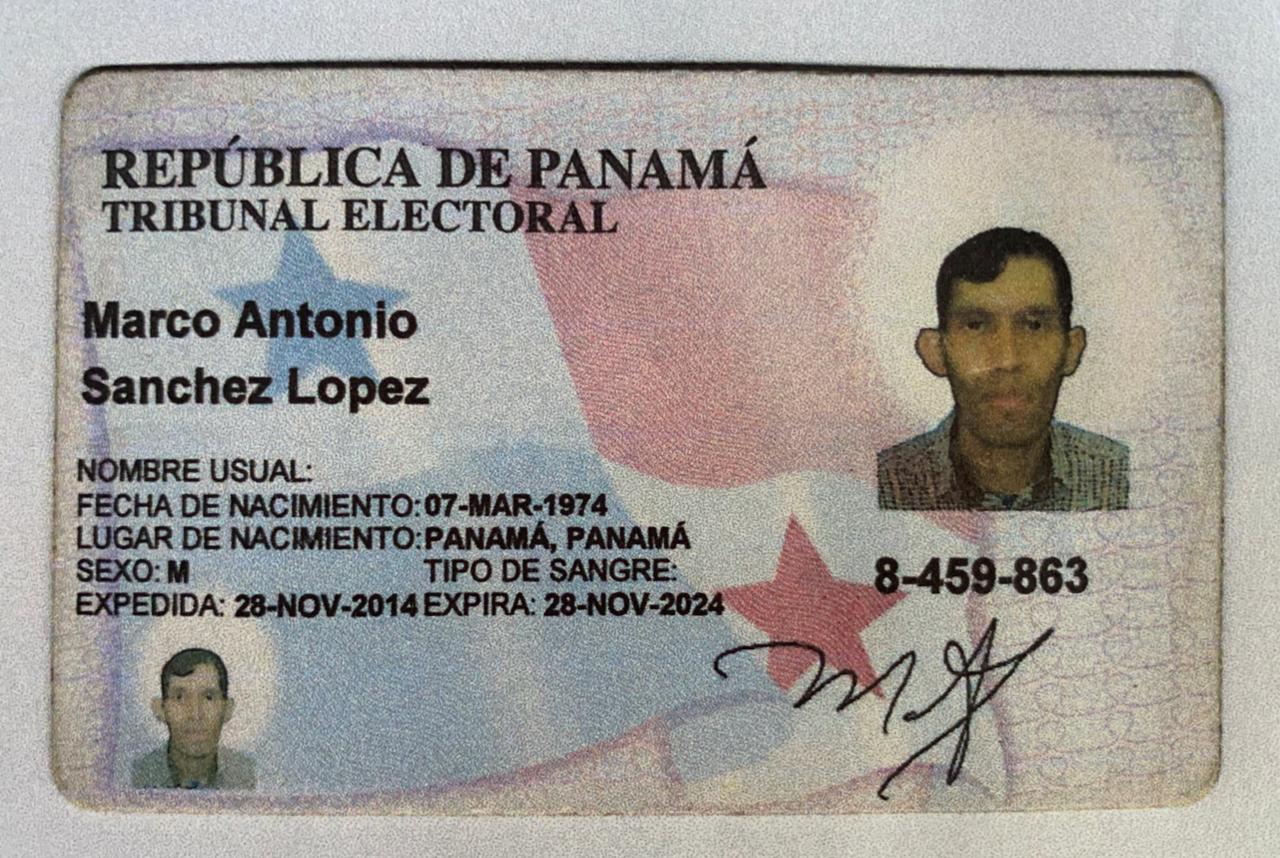 REPÚBLICA DE PANAMÁ
TRIBUNAL ELECTORAL
Marco Antonio
Sanchez Lopez
NOMBRE USUAL:
FECHA DE NACIMIENTO: 07-MAR-1974
LUGAR DE NACIMIENTO: PANAMÁ, PANAMÁ
SEXO: M TIPO DE SANGRE:
EXPEDIDA: 28-NOV-2014 EXPIRA: 28-NOV-2024
8-459-863